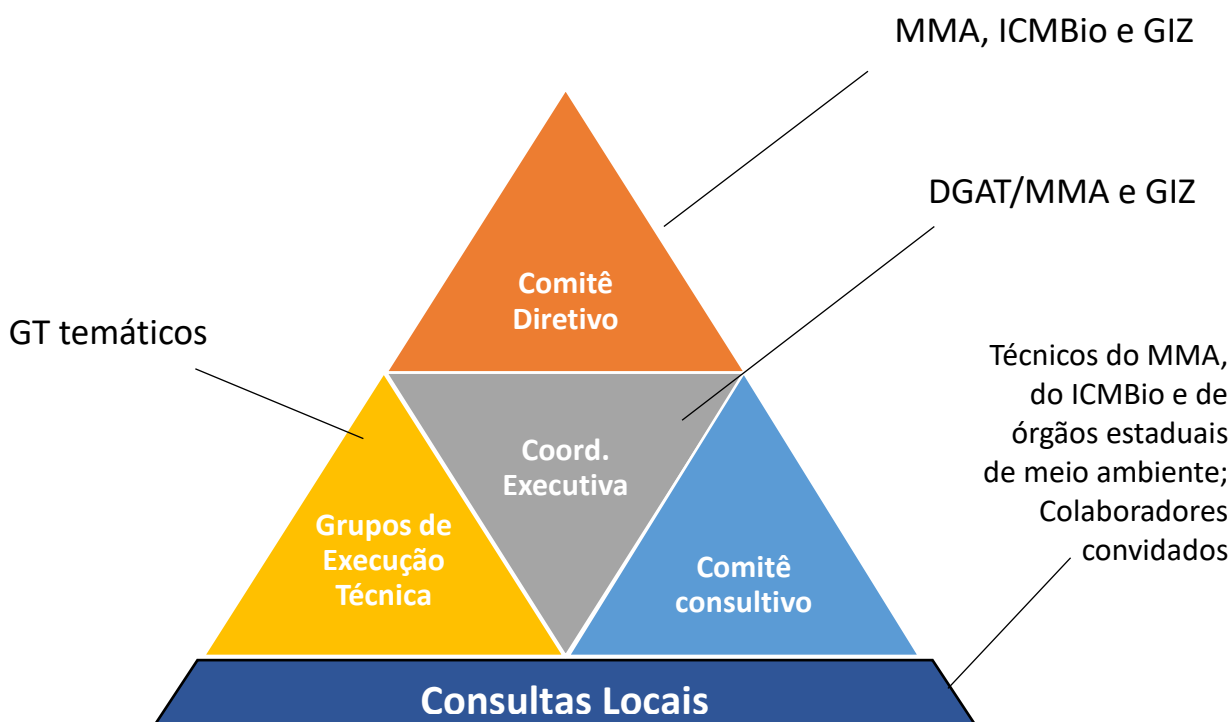 MMA, ICMBio e GIZ
DGAT/MMA e GIZ
Comitê
Diretivo
GT temáticos
Técnicos do MMA,
do ICMBio e de
órgãos estaduais
de meio ambiente;
Colaboradores
convidados
Coord.
Executiva
Grupos de
Execução
Técnica
Comitê
consultivo
Consultas Locais